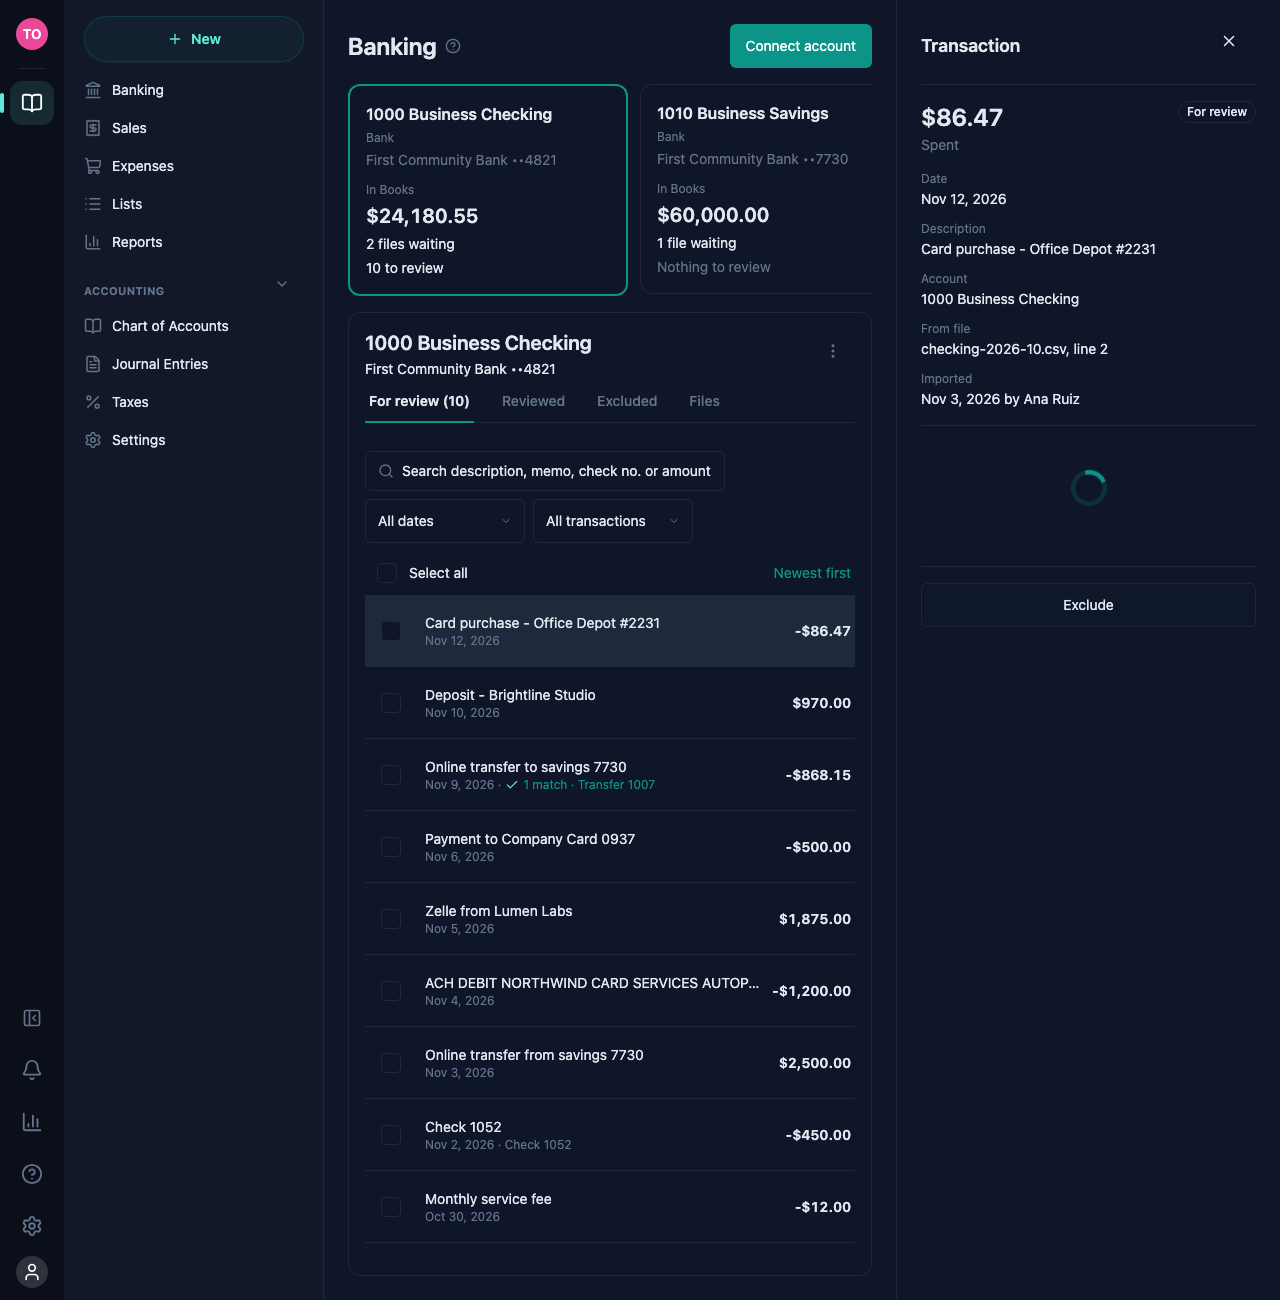 TO
New
Banking
Sales
Expenses
Lists
Reports
ACCOUNTING
Chart of Accounts
Journal Entries
Taxes
Settings
Banking
Connect account
1000 Business Checking
Bank
First Community Bank ••4821
In Books
$24,180.55
2 files waiting
10 to review
1010 Business Savings
Bank
First Community Bank ••7730
In Books
$60,000.00
1 file waiting
Nothing to review
1000 Business Checking
First Community Bank ••4821
For review (10)
Reviewed
Excluded
Files
Search description, memo, check no. or amount
All dates
All transactions
Select all
Newest first
Card purchase - Office Depot #2231
Nov 12, 2026
-$86.47
Deposit - Brightline Studio
Nov 10, 2026
$970.00
Online transfer to savings 7730
Nov 9, 2026 · 1 match · Transfer 1007
-$868.15
Payment to Company Card 0937
Nov 6, 2026
-$500.00
Zelle from Lumen Labs
Nov 5, 2026
$1,875.00
ACH DEBIT NORTHWIND CARD SERVICES AUTOP...
Nov 4, 2026
-$1,200.00
Online transfer from savings 7730
Nov 3, 2026
$2,500.00
Check 1052
Nov 2, 2026 · Check 1052
-$450.00
Monthly service fee
Oct 30, 2026
-$12.00
Transaction
$86.47
For review
Spent
Date
Nov 12, 2026
Description
Card purchase - Office Depot #2231
Account
1000 Business Checking
From file
checking-2026-10.csv, line 2
Imported
Nov 3, 2026 by Ana Ruiz
Exclude